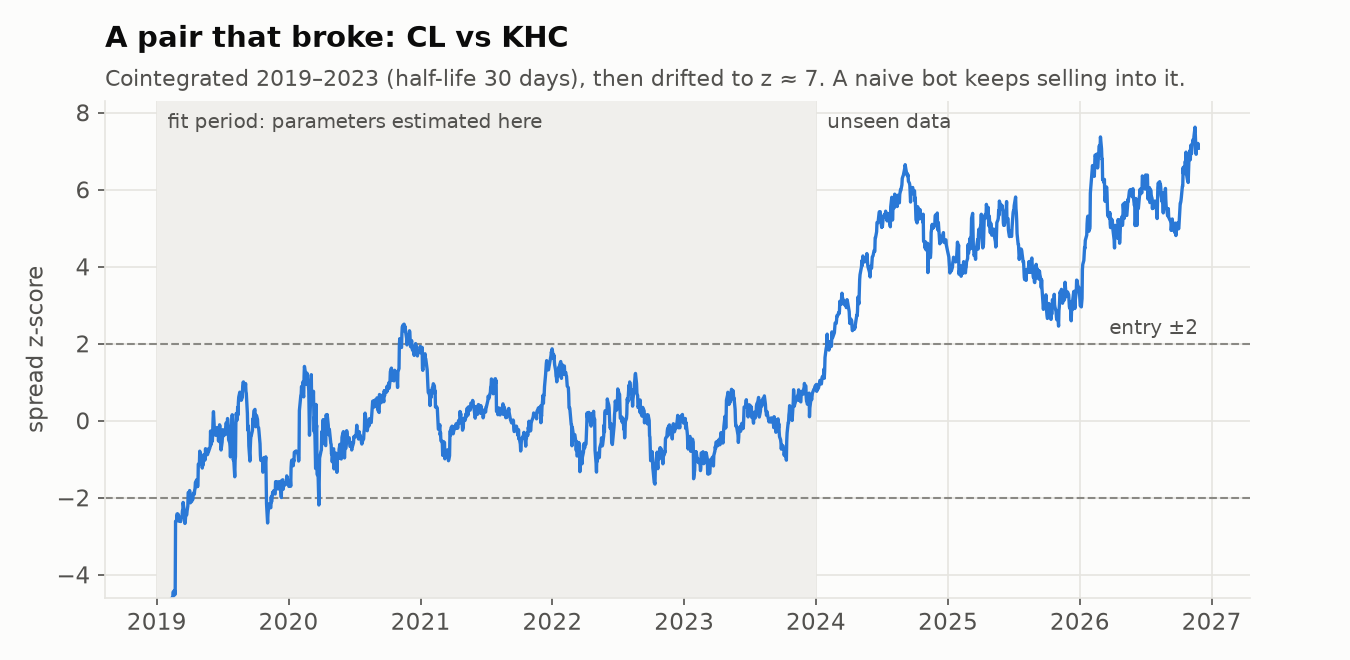 A pair that broke: CL vs KHC
Cointegrated 2019–2023 (half-life 30 days), then drifted to z ≈ 7. A naive bot keeps selling into it.
fit period: parameters estimated here
unseen data
entry ±2
spread z-score
8
6
4
2
0
−2
−4
2019
2020
2021
2022
2023
2024
2025
2026
2027